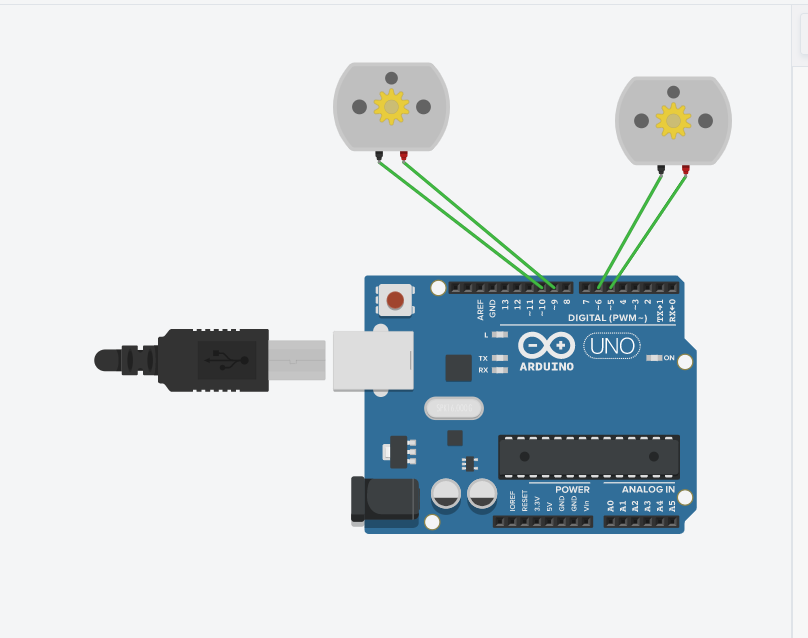 AREF
GND
13
12
~11
~10
~9
8
7
~6
~5
4
~3
2
TX→1
RX←0
DIGITAL (PWM~)
L
TX
RX
UNO
ARDUINO
ON
POWER
ANALOG IN
IOREF
RESET
3.3V
5V
GND
GND
Vin
A0
A1
A2
A3
A4
A5